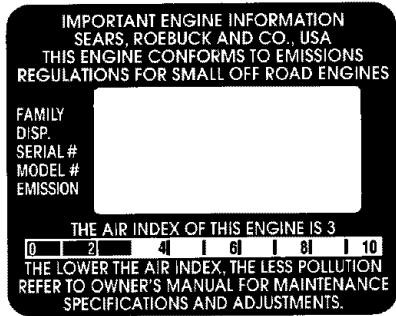 IMPORTANT ENGINE INFORMATION
SEARS, ROEBUCK AND CO., USA
THIS ENGINE CONFORMS TO EMISSIONS
REGULATIONS FOR SMALL OFF ROAD ENGINES
FAMILY
DISP.
SERIAL #
MODEL #
EMISSION
THE AIR INDEX OF THIS ENGINE IS 3
0 2 4 6 8 10
THE LOWER THE AIR INDEX, THE LESS POLLUTION
REFER TO OWNER'S MANUAL FOR MAINTENANCE
SPECIFICATIONS AND ADJUSTMENTS.